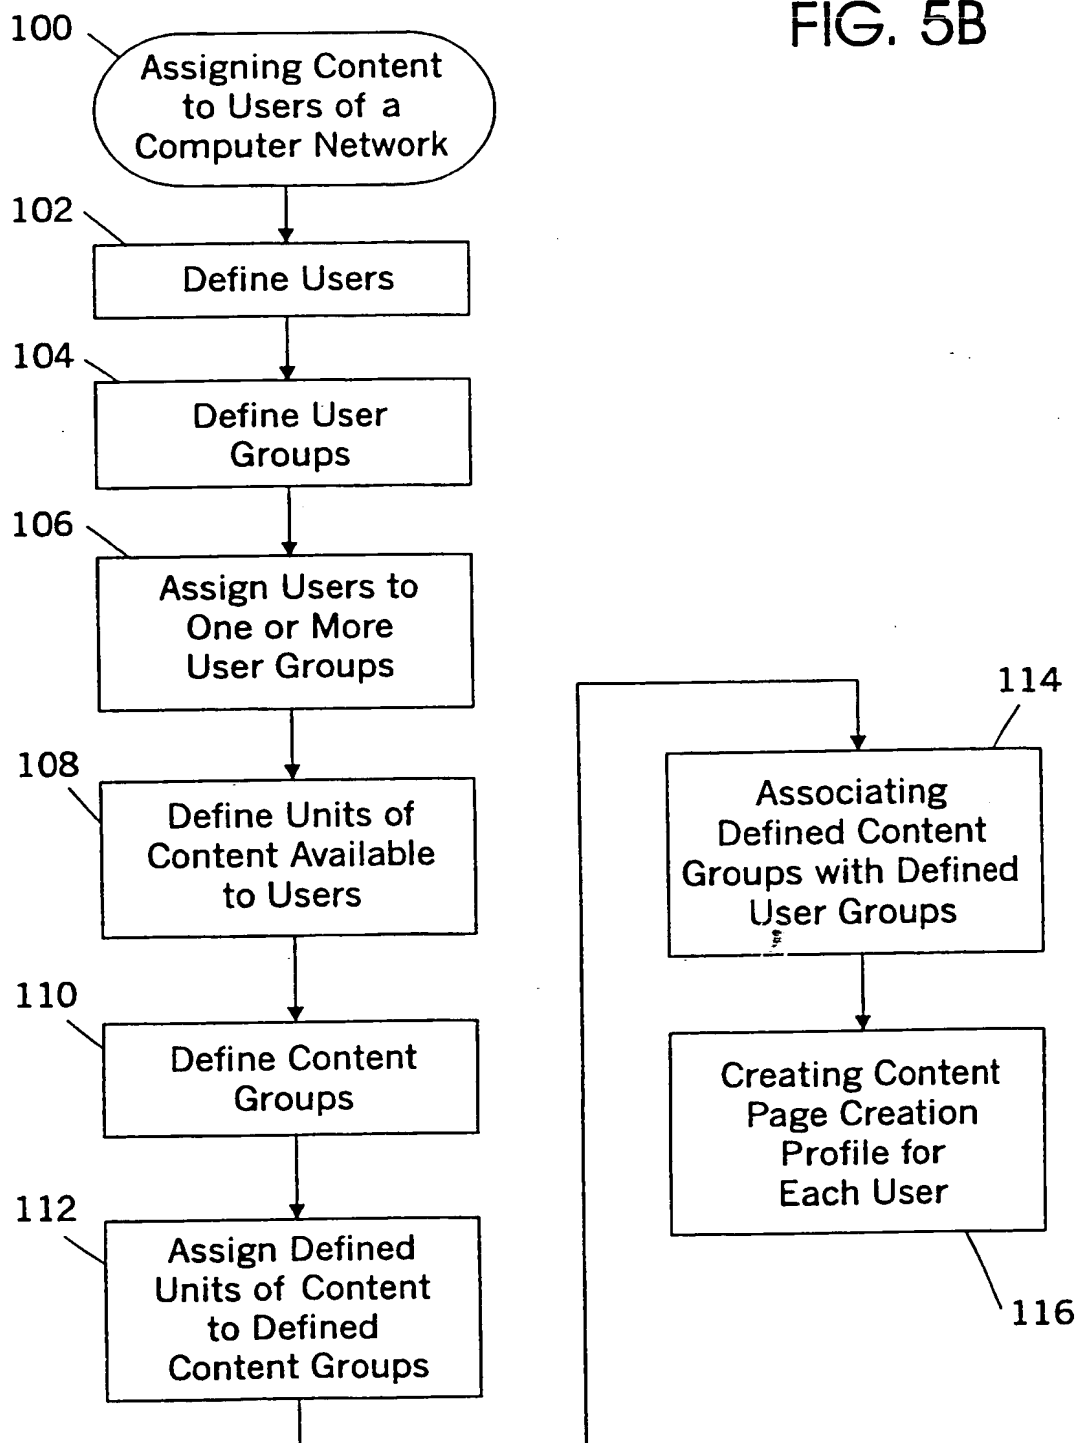 FIG. 5B
100
Assigning Content
to Users of a
Computer Network
102
Define Users
104
Define User
Groups
106
Assign Users to
One or More
User Groups
108
Define Units of
Content Available
to Users
110
Define Content
Groups
112
Assign Defined
Units of Content
to Defined
Content Groups
114
Associating
Defined Content
Groups with Defined
User Groups
Creating Content
Page Creation
Profile for
Each User
116